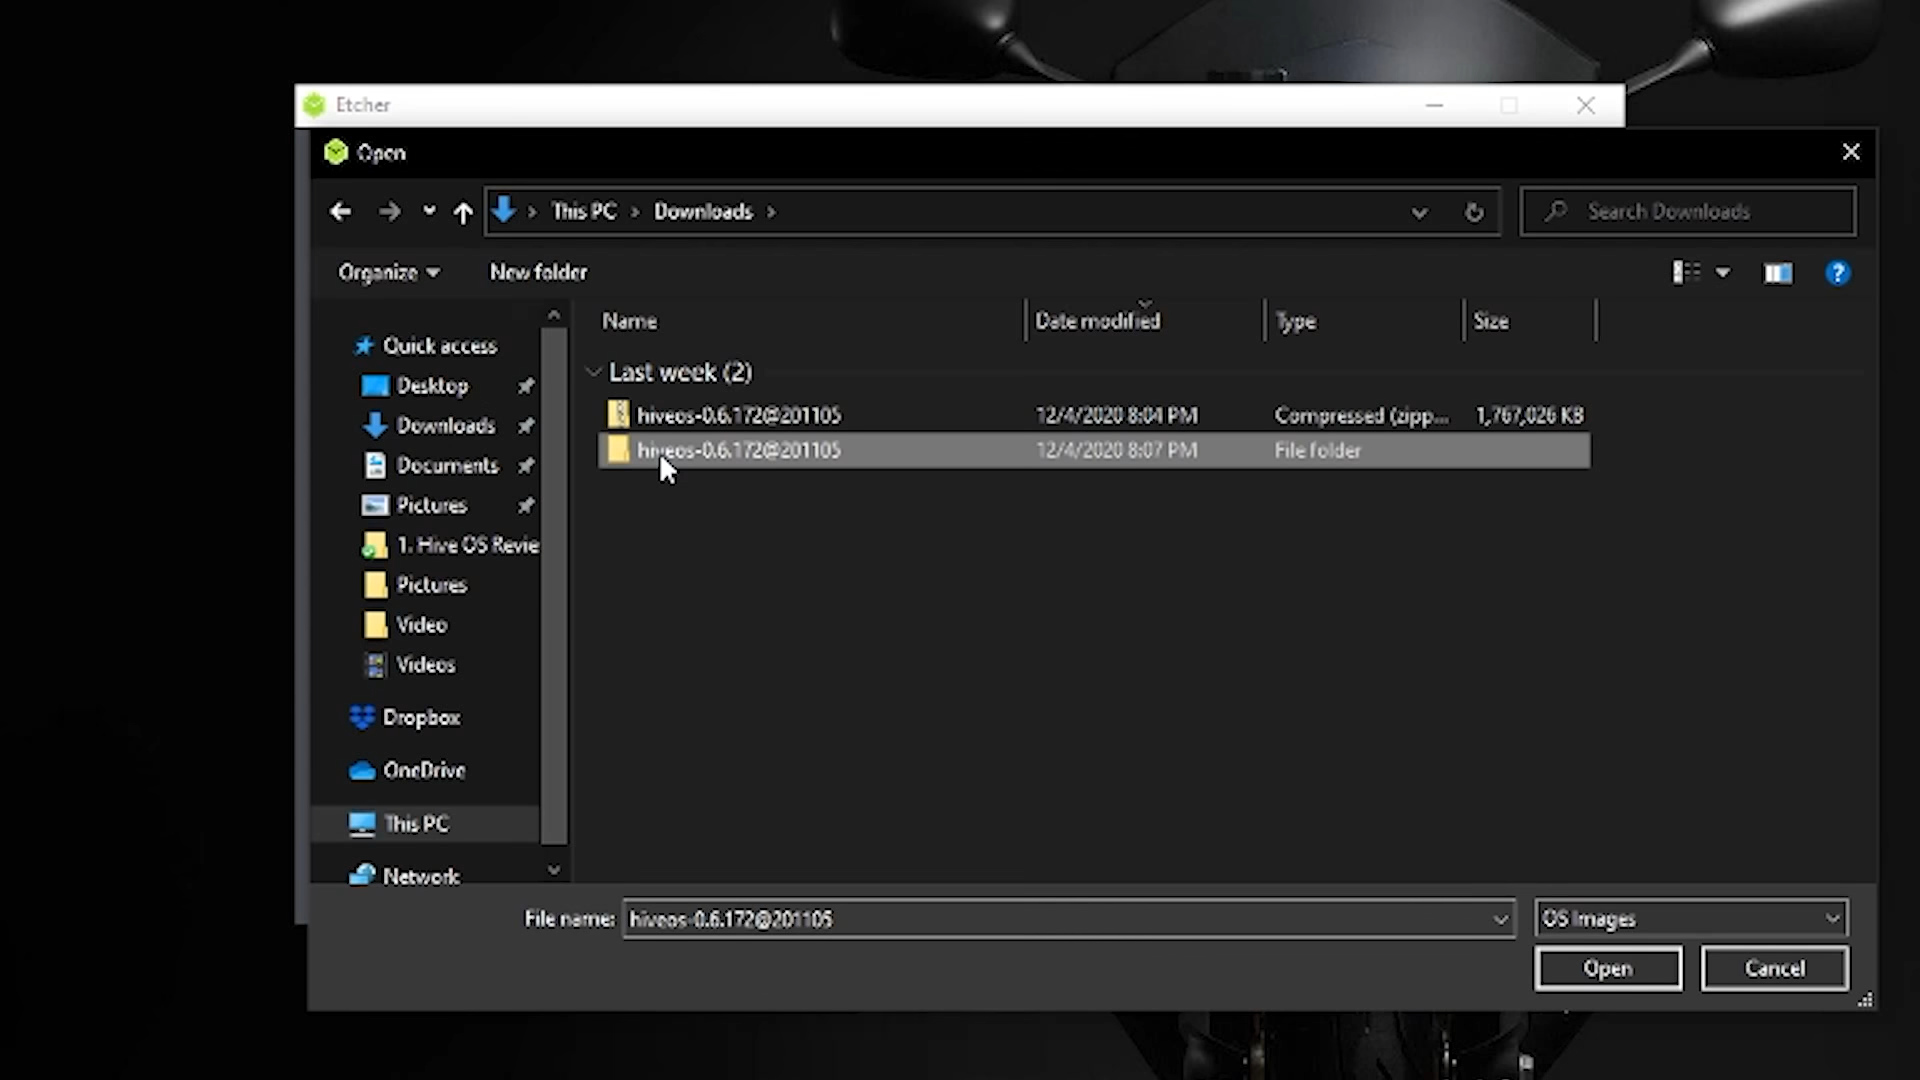 Etcher
Open
This PC > Downloads >
Search Downloads
Organize
New folder
?
Name
Date modified
Type
Size
Quick access
Desktop
Downloads
Documents
Pictures
1. Hive OS Revie
Pictures
Video
Videos
Dropbox
OneDrive
This PC
Network
Last week (2)
hiveos-0.6.172@201105 12/4/2020 8:04 PM Compressed (zipp... 1,767,026 KB
hiveos-0.6.172@201105 12/4/2020 8:07 PM File folder
File name: hiveos-0.6.172@201105
OS Images
Open
Cancel